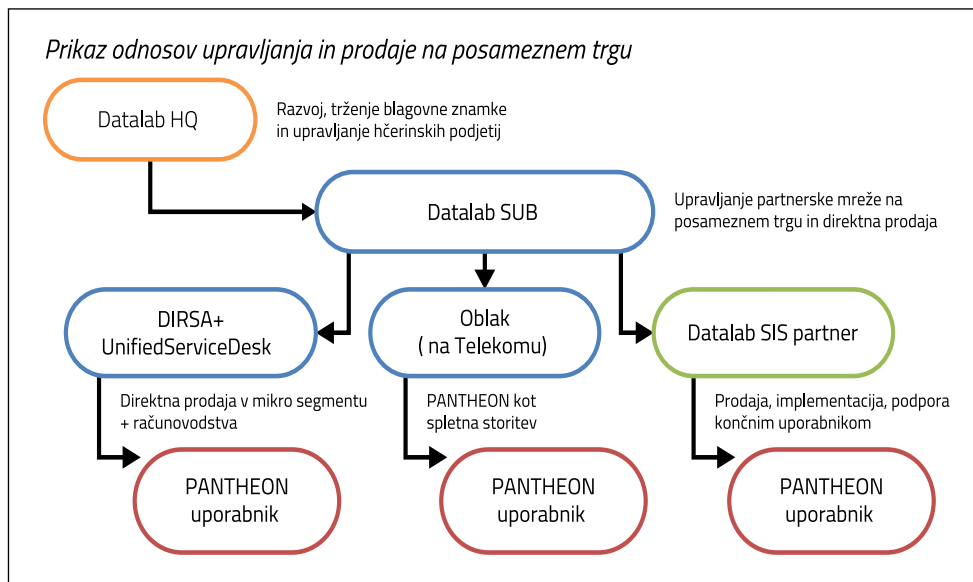 Prikaz odnosov upravljanja in prodaje na posameznem trgu
Datalab HQ
Razvoj, trženje blagovne znamke
in upravljanje hčerinskih podjetij
Datalab SUB
Upravljanje partnerske mreže na
posameznem trgu in direktna prodaja
DIRSA+
UnifiedServiceDesk
Oblak
( na Telekomu)
Datalab SIS partner
Direktna prodaja v mikro segmentu
+ računovodstva
PANTHEON kot
spletna storitev
Prodaja, implementacija, podpora
končnim uporabnikom
PANTHEON
uporabnik
PANTHEON
uporabnik
PANTHEON
uporabnik